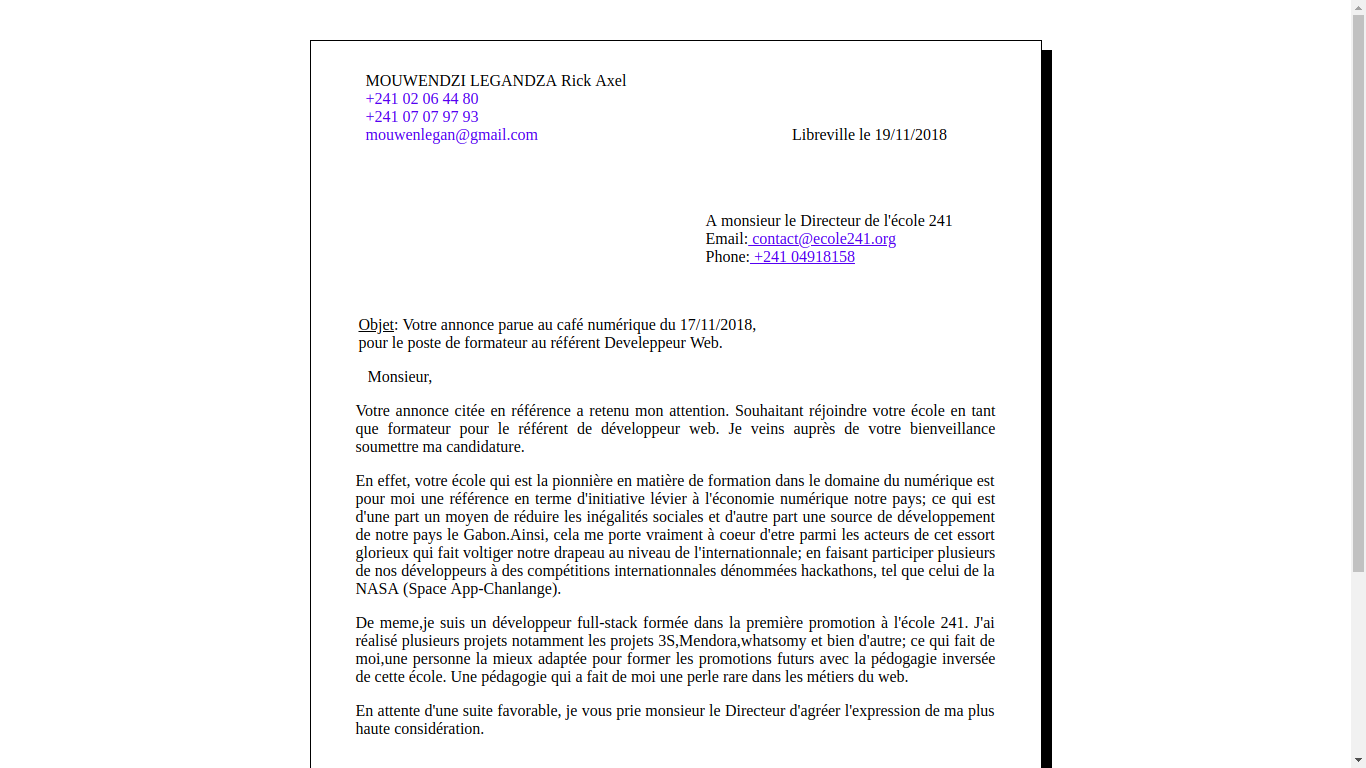 MOUWENDZI LEGANDZA Rick Axel
+241 02 06 44 80
+241 07 07 97 93
mouwenlegan@gmail.com
Libreville le 19/11/2018
A monsieur le Directeur de l'école 241
Email: contact@ecole241.org
Phone: +241 04918158
Objet: Votre annonce parue au café numérique du 17/11/2018,
pour le poste de formateur au référent Develeppeur Web.
Monsieur,
Votre annonce citée en référence a retenu mon attention. Souhaitant réjoindre votre école en tant
que formateur pour le référent de développeur web. Je veins auprès de votre bienveillance
soumettre ma candidature.
En effet, votre école qui est la pionnière en matière de formation dans le domaine du numérique est
pour moi une référence en terme d'initiative lévier à l'économie numérique notre pays; ce qui est
d'une part un moyen de réduire les inégalités sociales et d'autre part une source de développement
de notre pays le Gabon.Ainsi, cela me porte vraiment à coeur d'etre parmi les acteurs de cet essort
glorieux qui fait voltiger notre drapeau au niveau de l'internationnale; en faisant participer plusieurs
de nos développeurs à des compétitions internationnales dénommées hackathons, tel que celui de la
NASA (Space App-Chanlange).
De meme,je suis un développeur full-stack formée dans la première promotion à l'école 241. J'ai
réalisé plusieurs projets notamment les projets 3S,Mendora,whatsomy et bien d'autre; ce qui fait de
moi,une personne la mieux adaptée pour former les promotions futurs avec la pédogagie inversée
de cette école. Une pédagogie qui a fait de moi une perle rare dans les métiers du web.
En attente d'une suite favorable, je vous prie monsieur le Directeur d'agréer l'expression de ma plus
haute considération.